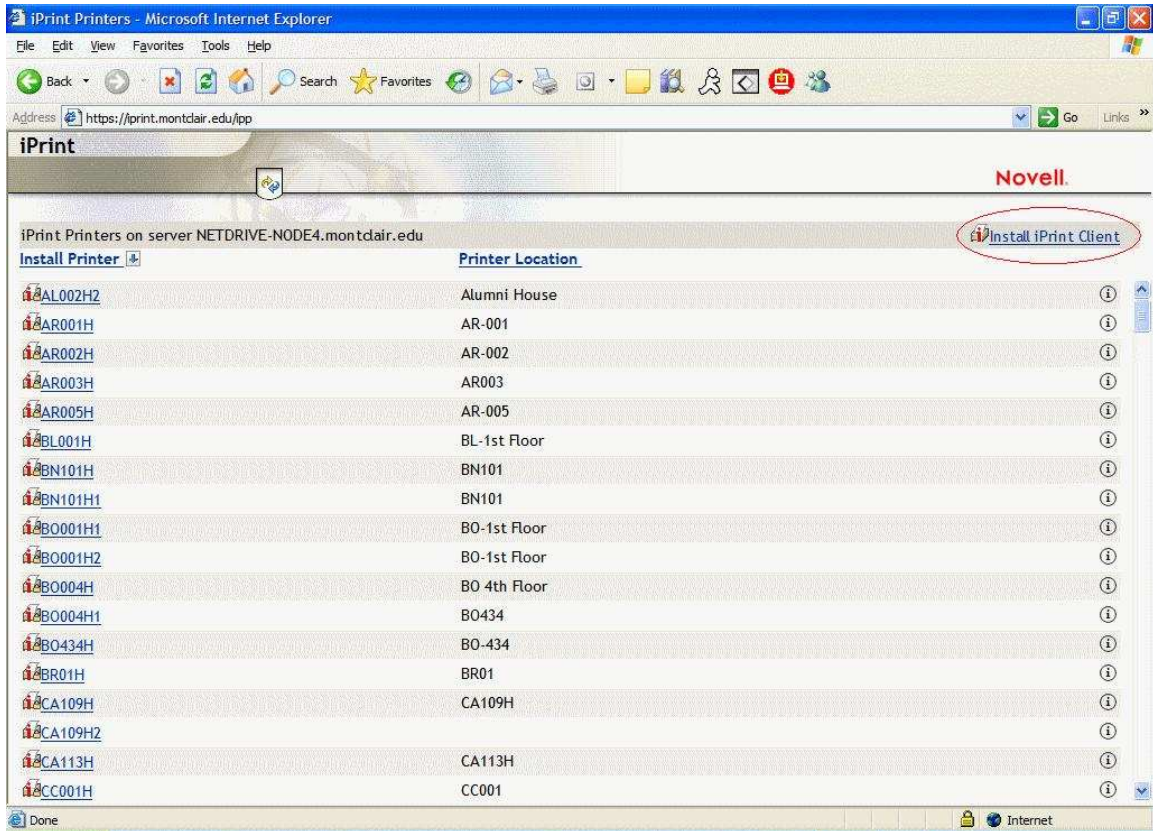 iPrint Printers - Microsoft Internet Explorer
File Edit View Favorites Tools Help
Back Search Favorites
Address https://iprint.montclair.edu/ipp Go Links »
iPrint
Novell.
iPrint Printers on server NETDRIVE-NODE4.montclair.edu Install iPrint Client
Install Printer Printer Location
AL002H2 Alumni House
AR001H AR-001
AR002H AR-002
AR003H AR003
AR005H AR-005
BL001H BL-1st Floor
BN101H BN101
BN101H1 BN101
BO001H1 BO-1st Floor
BO001H2 BO-1st Floor
BO004H BO 4th Floor
BO004H1 BO434
BO434H BO-434
BR01H BR01
CA109H CA109H
CA109H2
CA113H CA113H
CC001H CC001
Done Internet